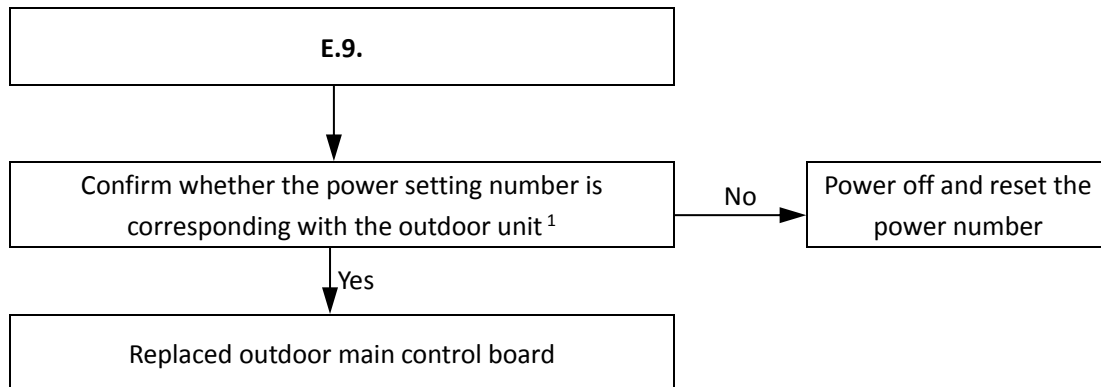 E.9.
Confirm whether the power setting number is
corresponding with the outdoor unit 1
No
Power off and reset the
power number
Yes
Replaced outdoor main control board